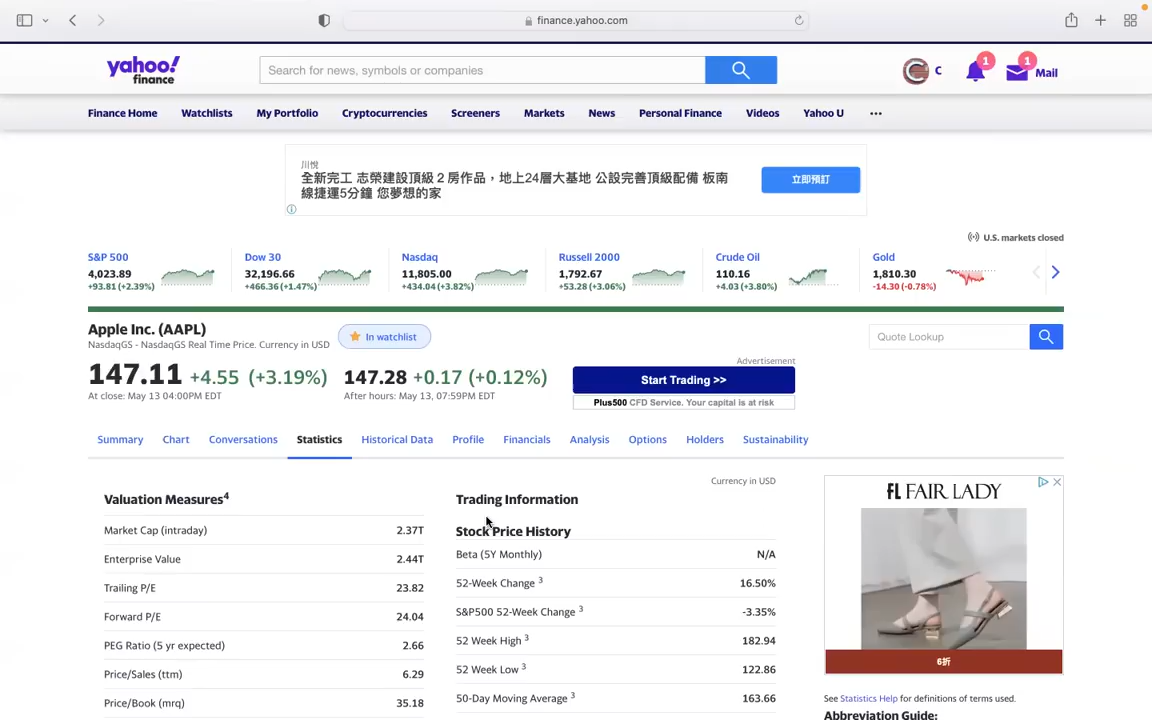 finance.yahoo.com
yahoo!
finance
Search for news, symbols or companies
C
1
1
Mail
Finance Home
Watchlists
My Portfolio
Cryptocurrencies
Screeners
Markets
News
Personal Finance
Videos
Yahoo U
...
川悅
全新完工 志榮建設頂級 2 房作品，地上24層大基地 公設完善頂級配備 板南
線捷運5分鐘 您夢想的家
立即預訂
U.S. markets closed
S&P 500
4,023.89
+93.81 (+2.39%)
Dow 30
32,196.66
+466.36 (+1.47%)
Nasdaq
11,805.00
+434.04 (+3.82%)
Russell 2000
1,792.67
+53.28 (+3.06%)
Crude Oil
110.16
+4.03 (+3.80%)
Gold
1,810.30
-14.30 (-0.78%)
Apple Inc. (AAPL)
NasdaqGS - NasdaqGS Real Time Price. Currency in USD
In watchlist
Quote Lookup
147.11 +4.55 (+3.19%)
At close: May 13 04:00PM EDT
147.28 +0.17 (+0.12%)
After hours: May 13, 07:59PM EDT
Advertisement
Start Trading >>
Plus500 CFD Service. Your capital is at risk
Summary
Chart
Conversations
Statistics
Historical Data
Profile
Financials
Analysis
Options
Holders
Sustainability
Currency in USD
Valuation Measures4
Market Cap (intraday) 2.37T
Enterprise Value 2.44T
Trailing P/E 23.82
Forward P/E 24.04
PEG Ratio (5 yr expected) 2.66
Price/Sales (ttm) 6.29
Price/Book (mrq) 35.18
Trading Information
Stock Price History
Beta (5Y Monthly) N/A
52-Week Change 3 16.50%
S&P500 52-Week Change 3 -3.35%
52 Week High 3 182.94
52 Week Low 3 122.86
50-Day Moving Average 3 163.66
FL FAIR LADY
6折
See Statistics Help for definitions of terms used.
Abbreviation Guide: